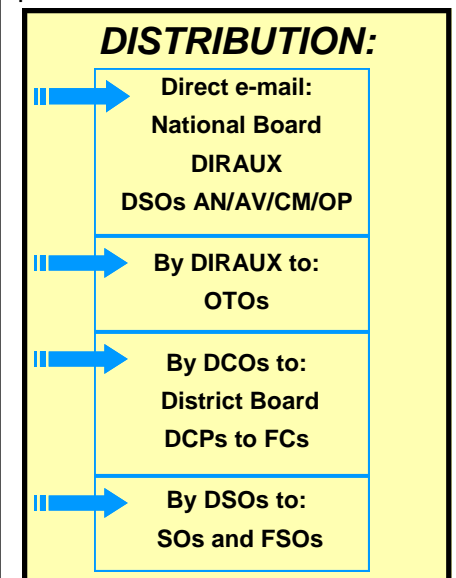 DISTRIBUTION:
Direct e-mail:
National Board
DIRAUX
DSOs AN/AV/CM/OP
By DIRAUX to:
OTOs
By DCOs to:
District Board
DCPs to FCs
By DSOs to:
SOs and FSOs